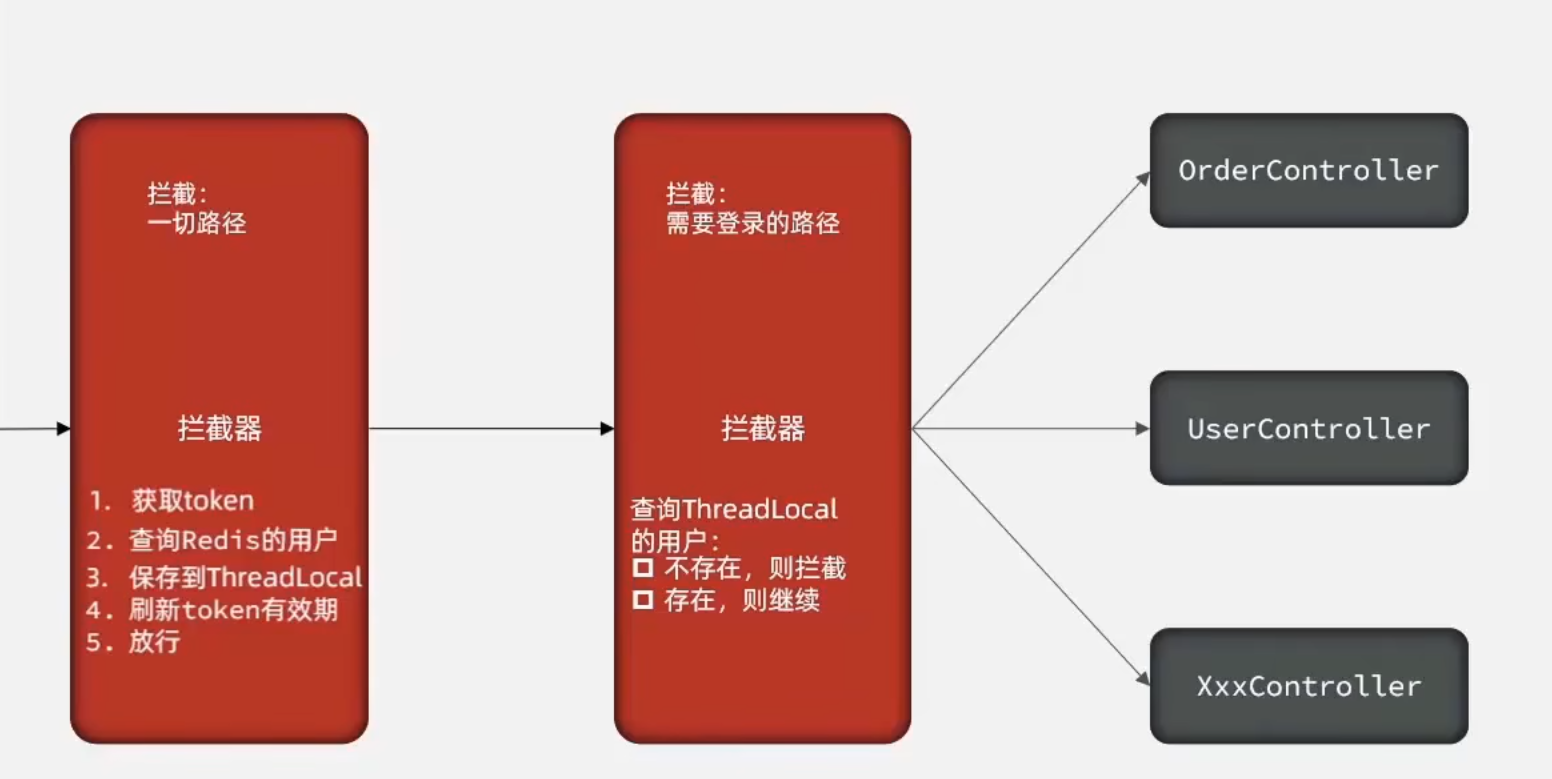 拦截：
一切路径
拦截器
1. 获取token
2. 查询Redis的用户
3. 保存到ThreadLocal
4. 刷新token有效期
5. 放行
拦截：
需要登录的路径
拦截器
查询ThreadLocal
的用户：
不存在，则拦截
存在，则继续
OrderController
UserController
XxxController